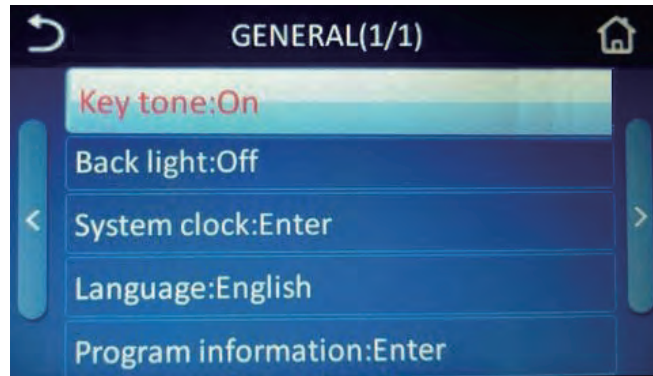 GENERAL(1/1)
Key tone:On
Back light:Off
< System clock:Enter >
Language:English
Program information:Enter